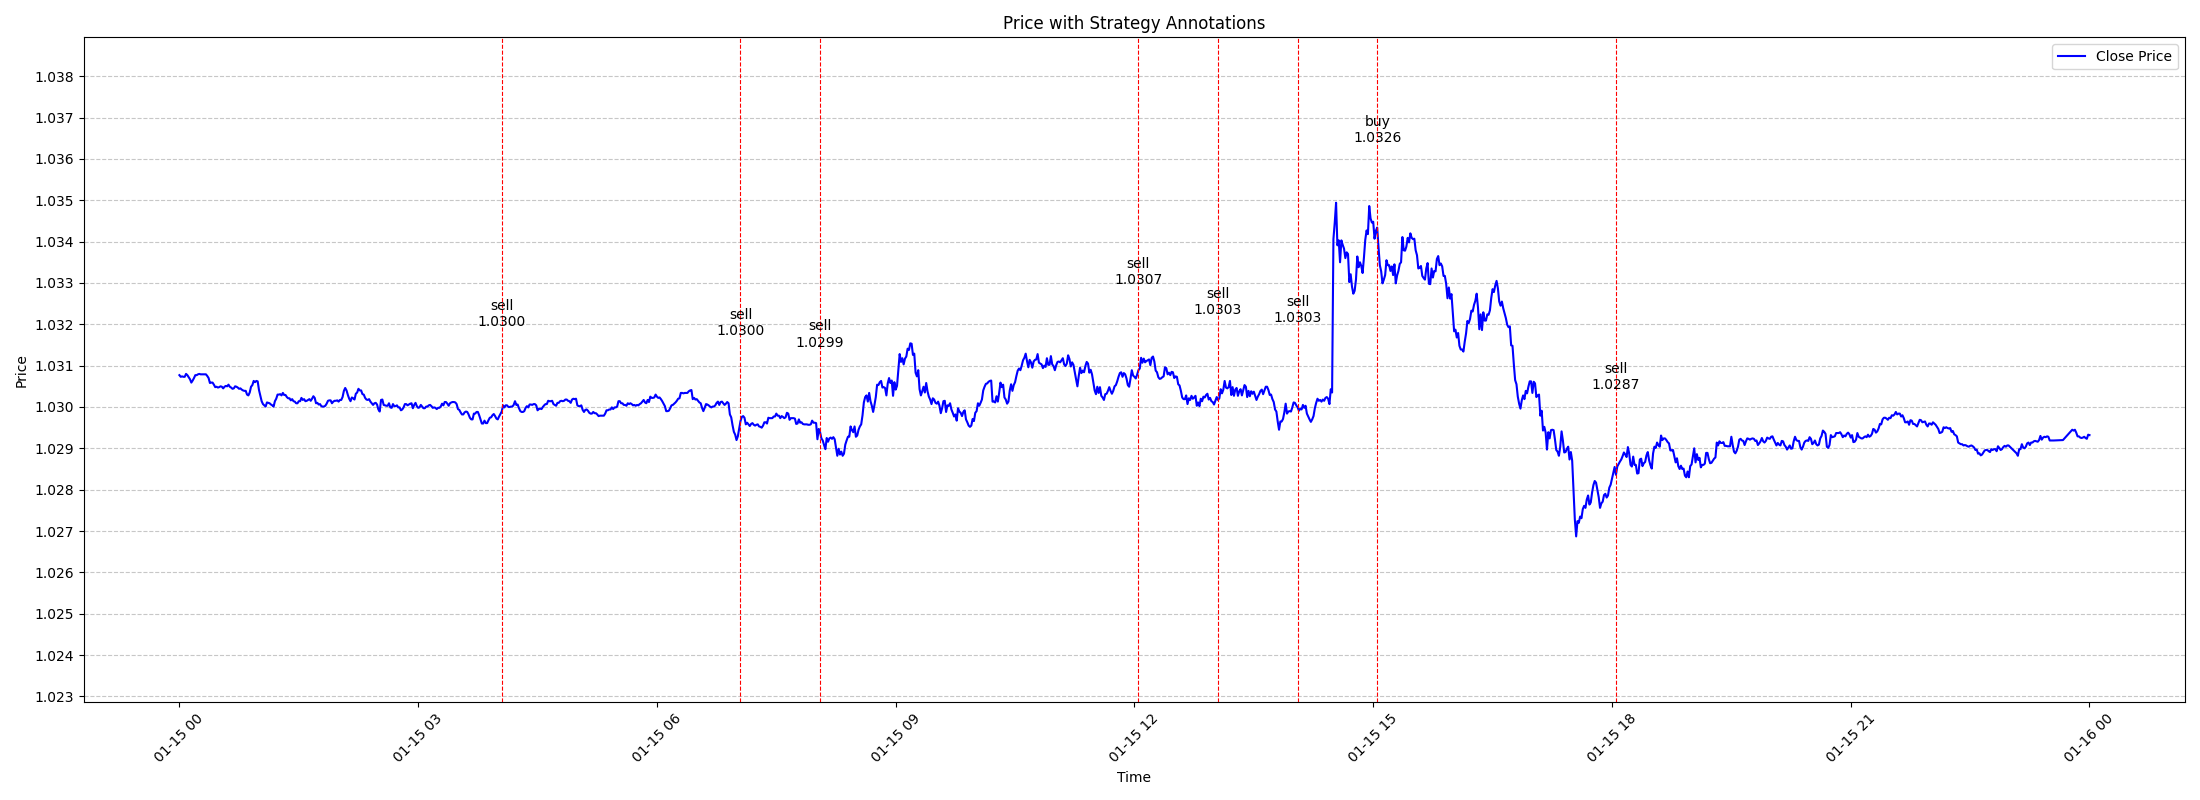 Price with Strategy Annotations
Close Price
Price
1.038
1.037
1.036
1.035
1.034
1.033
1.032
1.031
1.030
1.029
1.028
1.027
1.026
1.025
1.024
1.023
sell
1.0300
sell
1.0300
sell
1.0299
sell
1.0307
sell
1.0303
sell
1.0303
buy
1.0326
sell
1.0287
01-15 00
01-15 03
01-15 06
01-15 09
01-15 12
01-15 15
01-15 18
01-15 21
01-16 00
Time